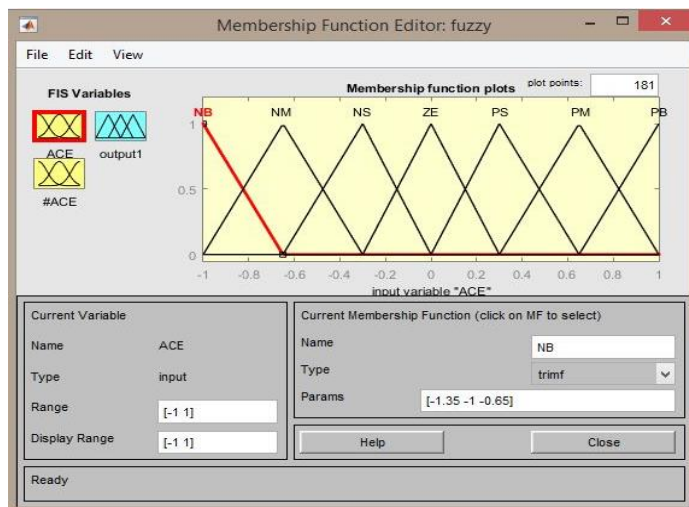 Membership Function Editor: fuzzy
File Edit View
FIS Variables
ACE
output1
#ACE
Membership function plots
plot points:
181
NB NM NS ZE PS PM PB
1
0.5
0
-1 -0.8 -0.6 -0.4 -0.2 0 0.2 0.4 0.6 0.8 1
input variable "ACE"
Current Variable
Name ACE
Type input
Range [-1 1]
Display Range [-1 1]
Current Membership Function (click on MF to select)
Name NB
Type trimf
Params [-1.35 -1 -0.65]
Help Close
Ready